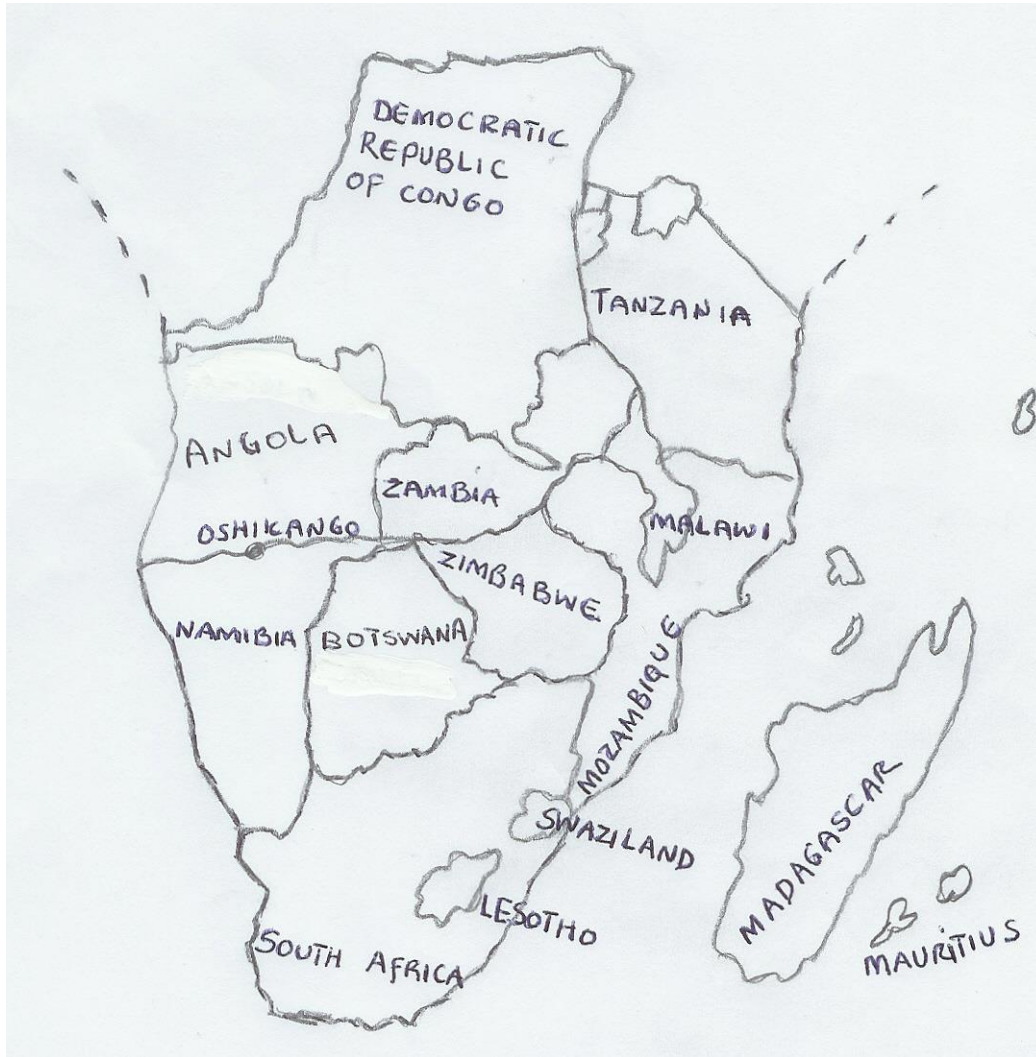 DEMOCRATIC
REPUBLIC
OF CONGO
TANZANIA
ANGOLA
ZAMBIA
OSHIKANGO
MALAWI
ZIMBABWE
NAMIBIA
BOTSWANA
MOZAMBIQUE
SWAZILAND
MADAGASCAR
LESOTHO
SOUTH AFRICA
MAURITIUS